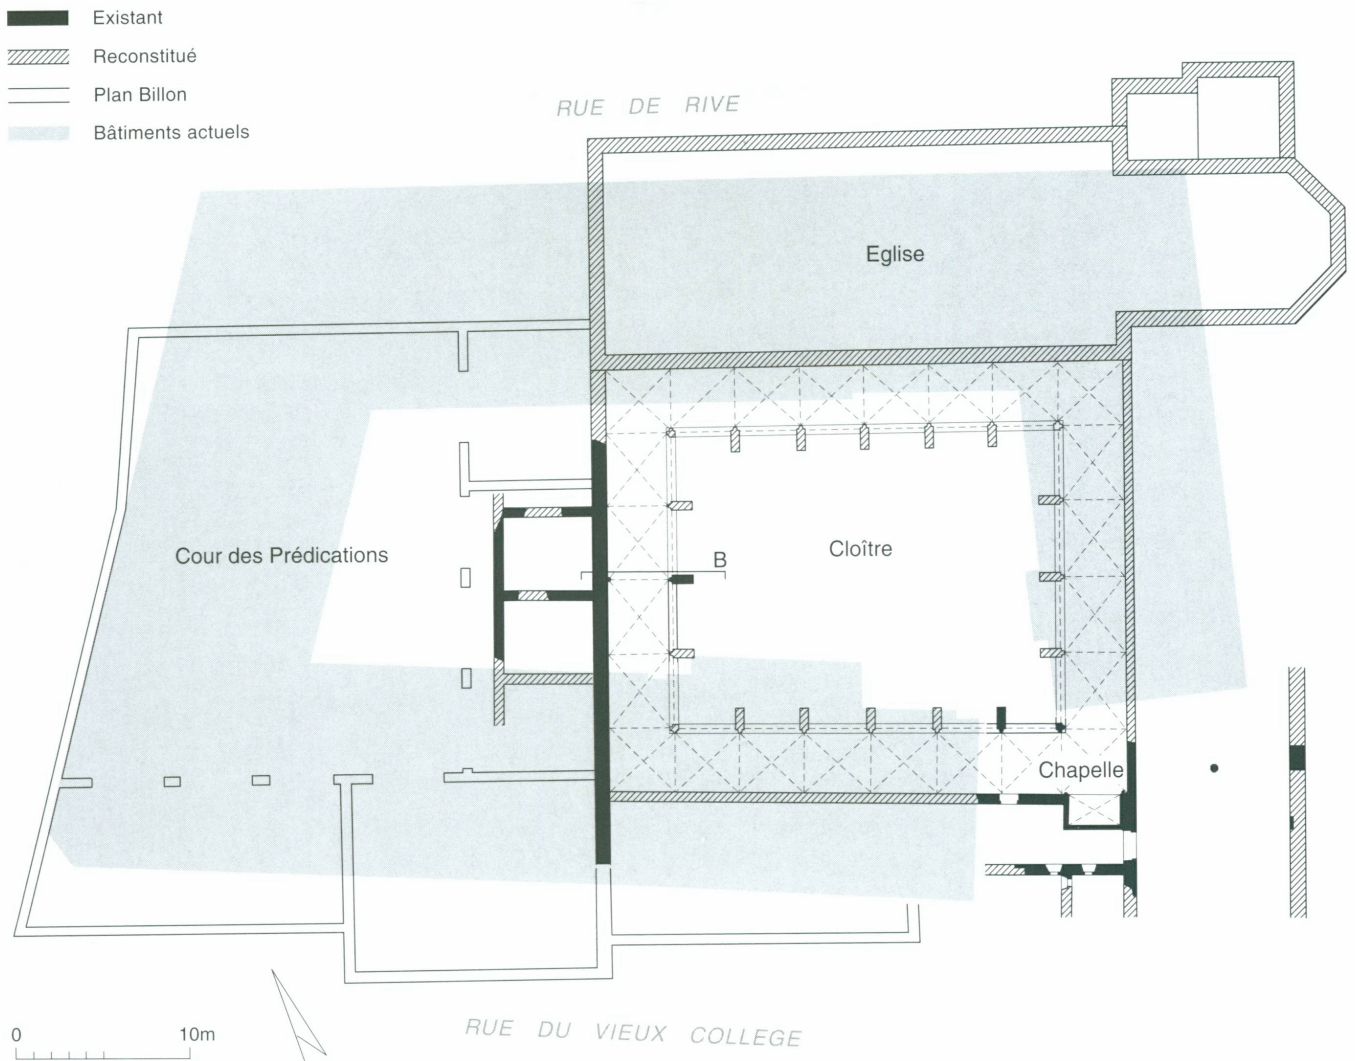 Existant
Reconstitué
Plan Billon
Bâtiments actuels
RUE DE RIVE
Eglise
Cour des Prédications
B
Cloître
Chapelle
0 10m
RUE DU VIEUX COLLEGE